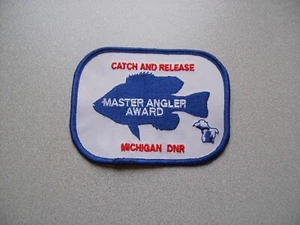 CATCH AND RELEASE
MASTER ANGLER
AWARD
MICHIGAN DNR